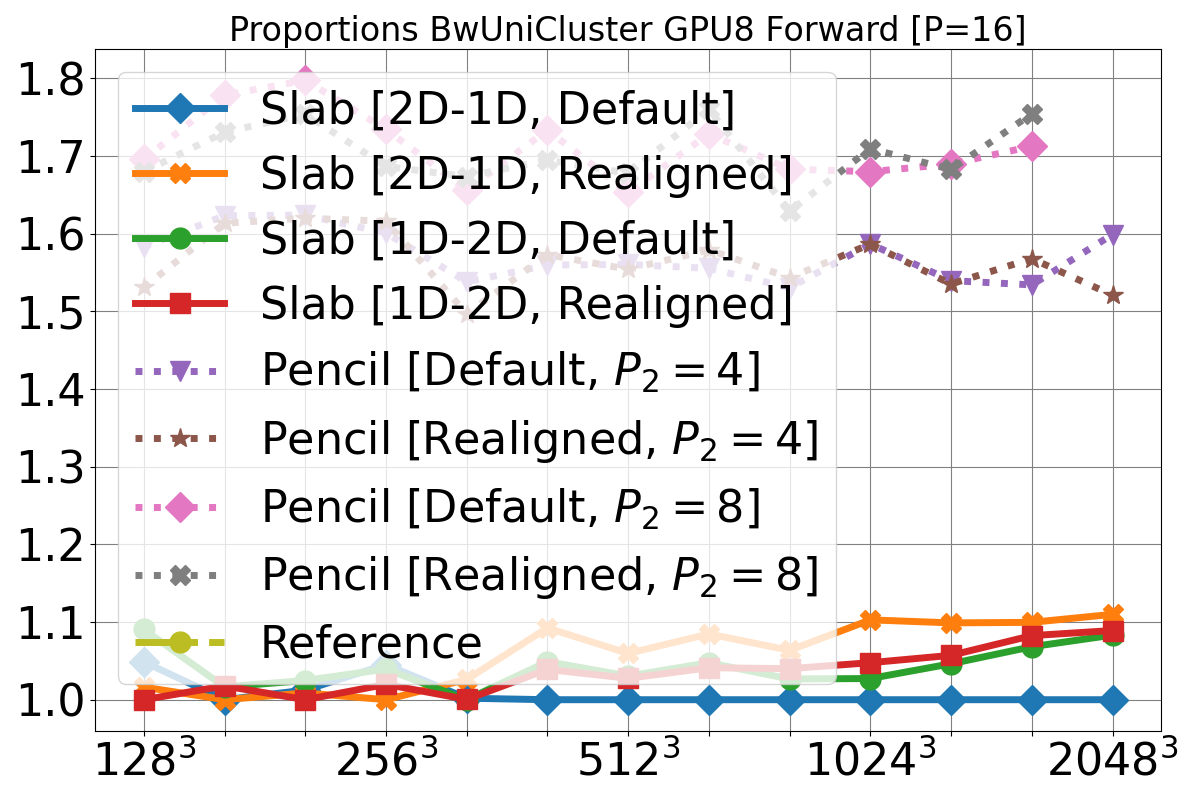 Proportions BwUniCluster GPU8 Forward [P=16]
1.8
1.7
1.6
1.5
1.4
1.3
1.2
1.1
1.0
Slab [2D-1D, Default]
Slab [2D-1D, Realigned]
Slab [1D-2D, Default]
Slab [1D-2D, Realigned]
Pencil [Default, P₂ = 4]
Pencil [Realigned, P₂ = 4]
Pencil [Default, P₂ = 8]
Pencil [Realigned, P₂ = 8]
Reference
128³ 256³ 512³ 1024³ 2048³